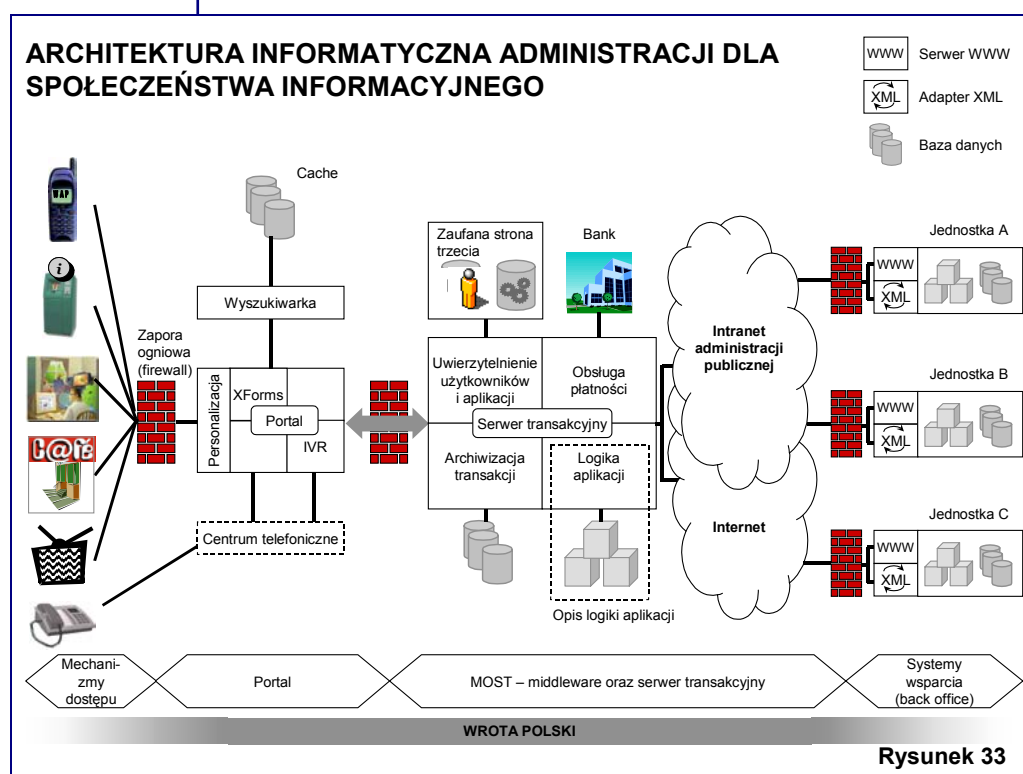 ARCHITEKTURA INFORMATYCZNA ADMINISTRACJI DLA
SPOŁECZEŃSTWA INFORMACYJNEGO
WWW
Serwer WWW
XML
Adapter XML
Baza danych
WAP
i
C@fe
Zapora
ogniowa
(firewall)
Cache
Wyszukiwarka
Personalizacja
XForms
Portal
IVR
Centrum telefoniczne
Zaufana strona
trzecia
Bank
Uwierzytelnienie
użytkowników
i aplikacji
Obsługa
płatności
Serwer transakcyjny
Archiwizacja
transakcji
Logika
aplikacji
Opis logiki aplikacji
Intranet
administracji
publicznej
Internet
Jednostka A
WWW
XML
Jednostka B
WWW
XML
Jednostka C
WWW
XML
Mechani-
zmy
dostępu
Portal
MOST – middleware oraz serwer transakcyjny
Systemy
wsparcia
(back office)
WROTA POLSKI
Rysunek 33